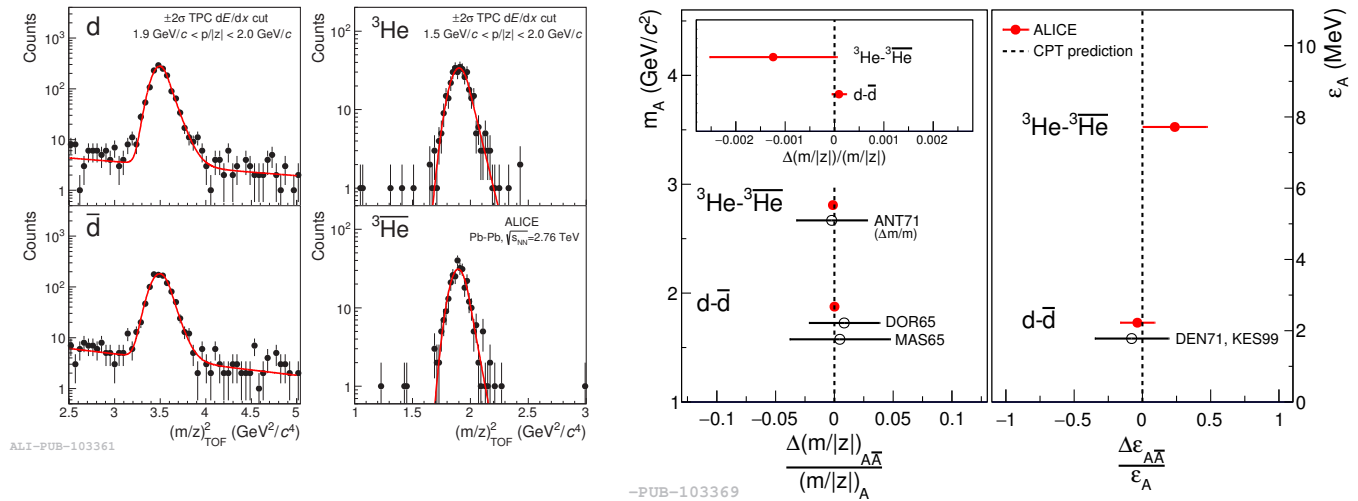 d
±2σ TPC dE/dx cut
1.9 GeV/c < p/|z| < 2.0 GeV/c
Counts
10³
10²
10
1
³He
±2σ TPC dE/dx cut
1.5 GeV/c < p/|z| < 2.0 GeV/c
Counts
10²
10
1
d̅
Counts
10³
10²
10
1
2.5 3 3.5 4 4.5 5
(m/z)²TOF (GeV²/c⁴)
³H̅e̅
ALICE
Pb-Pb, √sNN=2.76 TeV
Counts
10²
10
1
1 1.5 2 2.5 3
(m/z)²TOF (GeV²/c⁴)
ALI-PUB-103361
mA (GeV/c²)
4
3
2
1
³He-³H̅e̅
d-d̅
−0.002 −0.001 0 0.001 0.002
Δ(m/|z|)/(m/|z|)
³He-³H̅e̅
ANT71
(Δm/m)
d-d̅
DOR65
MAS65
−0.1 −0.05 0 0.05 0.1
Δ(m/|z|)AA̅
(m/|z|)A
ALICE
CPT prediction
³He-³H̅e̅
d-d̅
DEN71, KES99
−1 −0.5 0 0.5 1
ΔεAA̅
εA
εA (MeV)
10
8
6
4
2
0
-PUB-103369